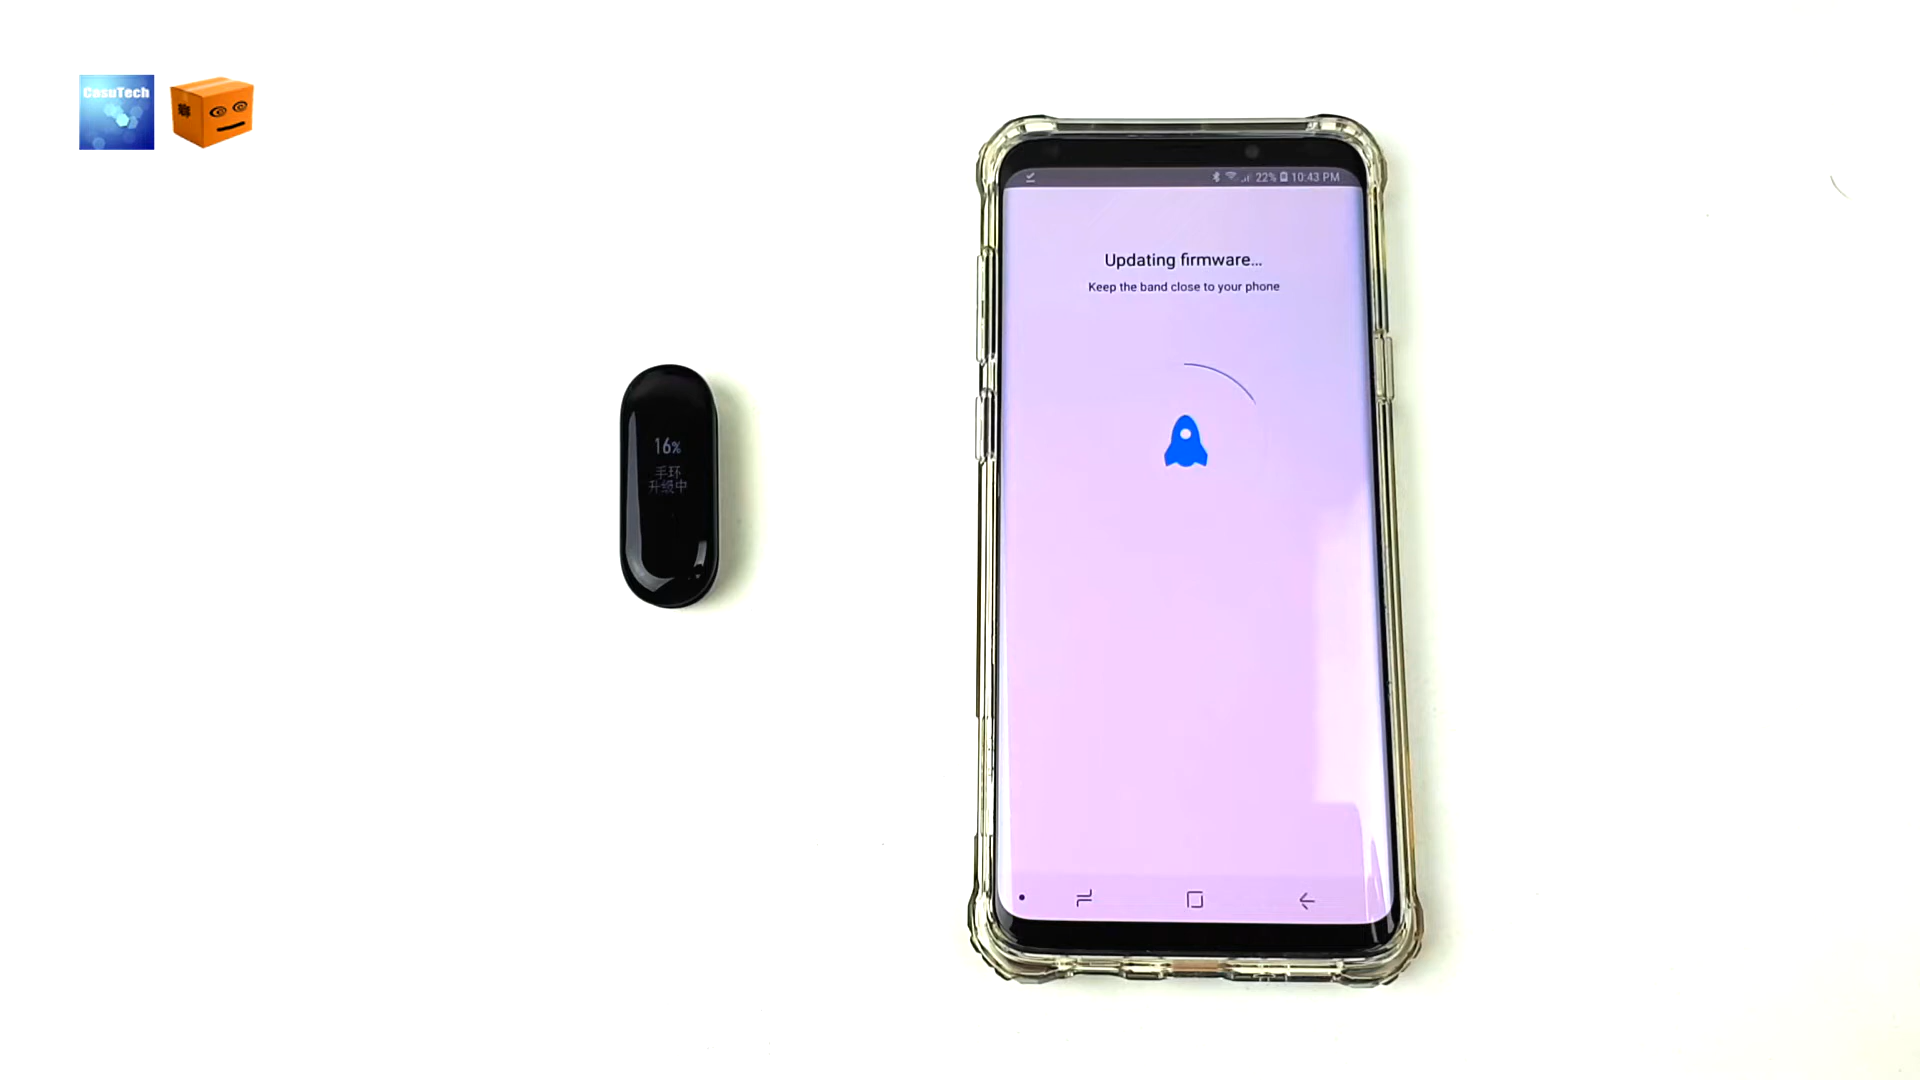 CasuTech
22% 10:43 PM
Updating firmware...
Keep the band close to your phone
16%
手环
升级中